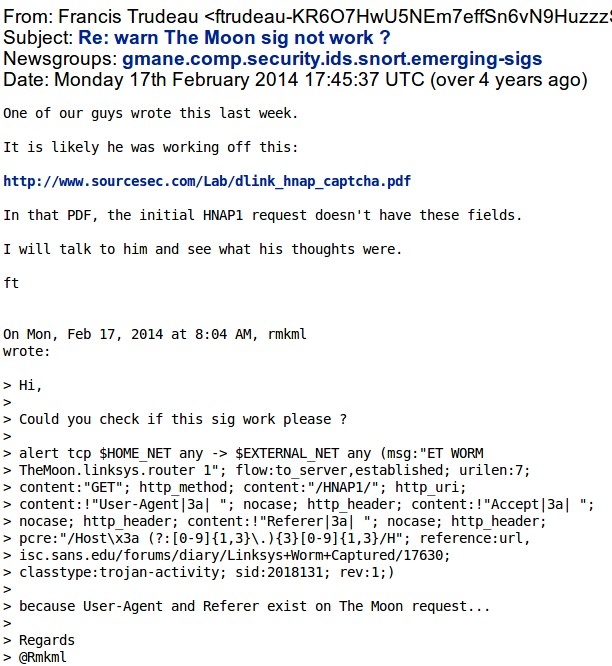 From: Francis Trudeau <ftrudeau-KR6O7HwU5NEm7effSn6vN9Huzzz
Subject: Re: warn The Moon sig not work ?
Newsgroups: gmane.comp.security.ids.snort.emerging-sigs
Date: Monday 17th February 2014 17:45:37 UTC (over 4 years ago)
One of our guys wrote this last week.
It is likely he was working off this:
http://www.sourcesec.com/Lab/dlink_hnap_captcha.pdf
In that PDF, the initial HNAP1 request doesn't have these fields.
I will talk to him and see what his thoughts were.
ft
On Mon, Feb 17, 2014 at 8:04 AM, rmkml
wrote:
> Hi,
>
> Could you check if this sig work please ?
>
> alert tcp $HOME_NET any -> $EXTERNAL_NET any (msg:"ET WORM
> TheMoon.linksys.router 1"; flow:to_server,established; urilen:7;
> content:"GET"; http_method; content:"/HNAP1/"; http_uri;
> content:!"User-Agent|3a| "; nocase; http_header; content:!"Accept|3a| ";
> nocase; http_header; content:!"Referer|3a| "; nocase; http_header;
> pcre:"/Host\x3a (?:[0-9]{1,3}\.){3}[0-9]{1,3}/H"; reference:url,
> isc.sans.edu/forums/diary/Linksys+Worm+Captured/17630;
> classtype:trojan-activity; sid:2018131; rev:1;)
>
> because User-Agent and Referer exist on The Moon request...
>
> Regards
> @Rmkml